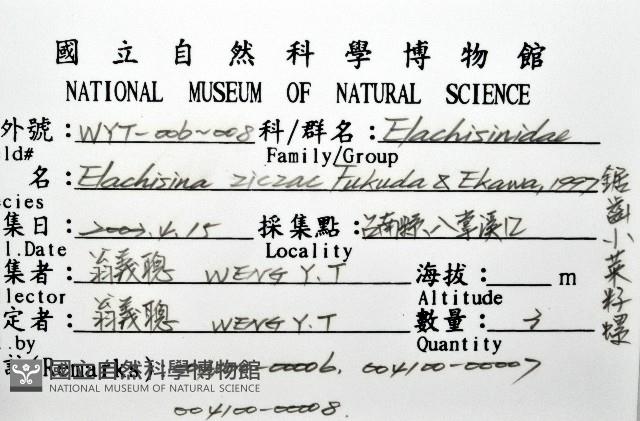 國立自然科學博物館
NATIONAL MUSEUM OF NATURAL SCIENCE
外號: WYT-006~008 科/群名: Elachisinidae
eld# Family/Group
名: Elachisina ziczac Fukuda & Ekawa, 1997
鋸齒小菜籽螺
ecies
集日: 2003.4.15 採集點: 台南縣八掌溪口
l.Date Locality
集者: 翁義聰 WENG Y.T 海拔: m
lector Altitude
定者: 翁義聰 WENG Y.T 數量: 3
.by Quantity
(Remarks) -00006. 004100-00007
國立自然科學博物館
NATIONAL MUSEUM OF NATURAL SCIENCE
004100-00008.